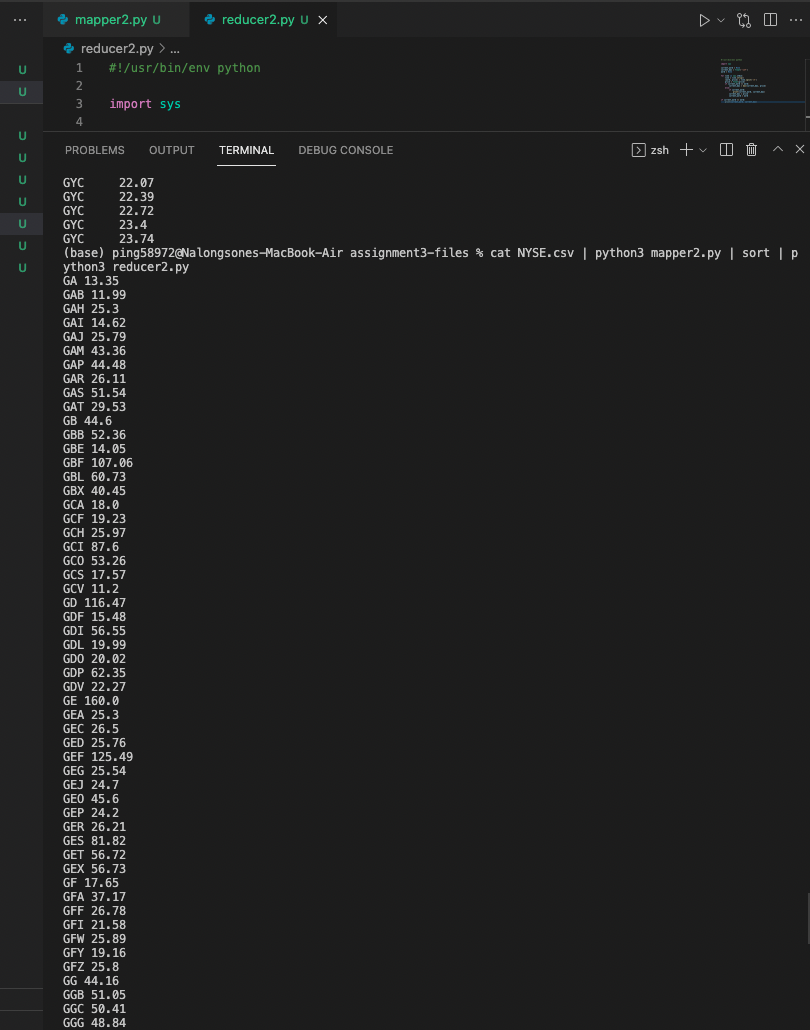 mapper2.py U
reducer2.py U
reducer2.py > ...
1 #!/usr/bin/env python
2
3 import sys
4
U
U
U
U
U
U
U
U
U
PROBLEMS OUTPUT TERMINAL DEBUG CONSOLE zsh
GYC 22.07
GYC 22.39
GYC 22.72
GYC 23.4
GYC 23.74
(base) ping58972@Nalongsones-MacBook-Air assignment3-files % cat NYSE.csv | python3 mapper2.py | sort | p
ython3 reducer2.py
GA 13.35
GAB 11.99
GAH 25.3
GAI 14.62
GAJ 25.79
GAM 43.36
GAP 44.48
GAR 26.11
GAS 51.54
GAT 29.53
GB 44.6
GBB 52.36
GBE 14.05
GBF 107.06
GBL 60.73
GBX 40.45
GCA 18.0
GCF 19.23
GCH 25.97
GCI 87.6
GCO 53.26
GCS 17.57
GCV 11.2
GD 116.47
GDF 15.48
GDI 56.55
GDL 19.99
GDO 20.02
GDP 62.35
GDV 22.27
GE 160.0
GEA 25.3
GEC 26.5
GED 25.76
GEF 125.49
GEG 25.54
GEJ 24.7
GEO 45.6
GEP 24.2
GER 26.21
GES 81.82
GET 56.72
GEX 56.73
GF 17.65
GFA 37.17
GFF 26.78
GFI 21.58
GFW 25.89
GFY 19.16
GFZ 25.8
GG 44.16
GGB 51.05
GGC 50.41
GGG 48.84